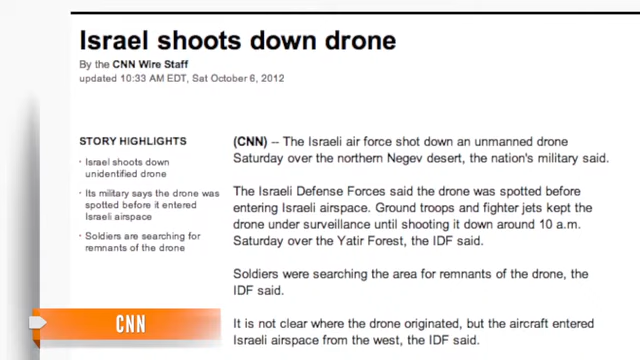 Israel shoots down drone
By the CNN Wire Staff
updated 10:33 AM EDT, Sat October 6, 2012
STORY HIGHLIGHTS
· Israel shoots down
unidentified drone
· Its military says the drone was
spotted before it entered
Israeli airspace
· Soldiers are searching for
remnants of the drone
(CNN) -- The Israeli air force shot down an unmanned drone
Saturday over the northern Negev desert, the nation's military said.
The Israeli Defense Forces said the drone was spotted before
entering Israeli airspace. Ground troops and fighter jets kept the
drone under surveillance until shooting it down around 10 a.m.
Saturday over the Yatir Forest, the IDF said.
Soldiers were searching the area for remnants of the drone, the
IDF said.
It is not clear where the drone originated, but the aircraft entered
Israeli airspace from the west, the IDF said.
CNN